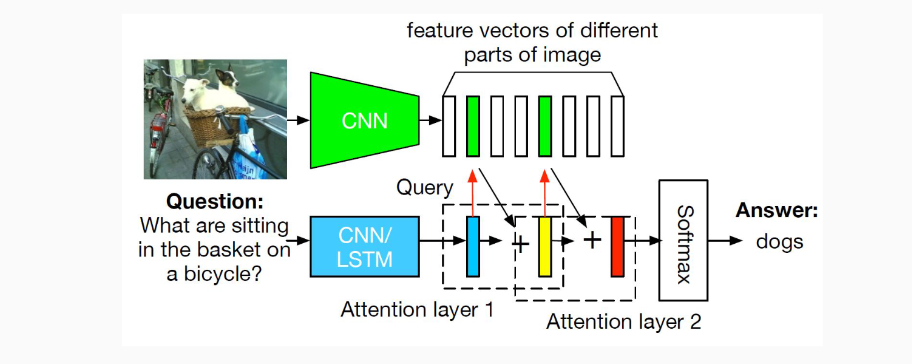 feature vectors of different
parts of image
CNN
Query
Question:
What are sitting
in the basket on
a bicycle?
CNN/
LSTM
+
+
Softmax
Answer:
dogs
Attention layer 1
Attention layer 2